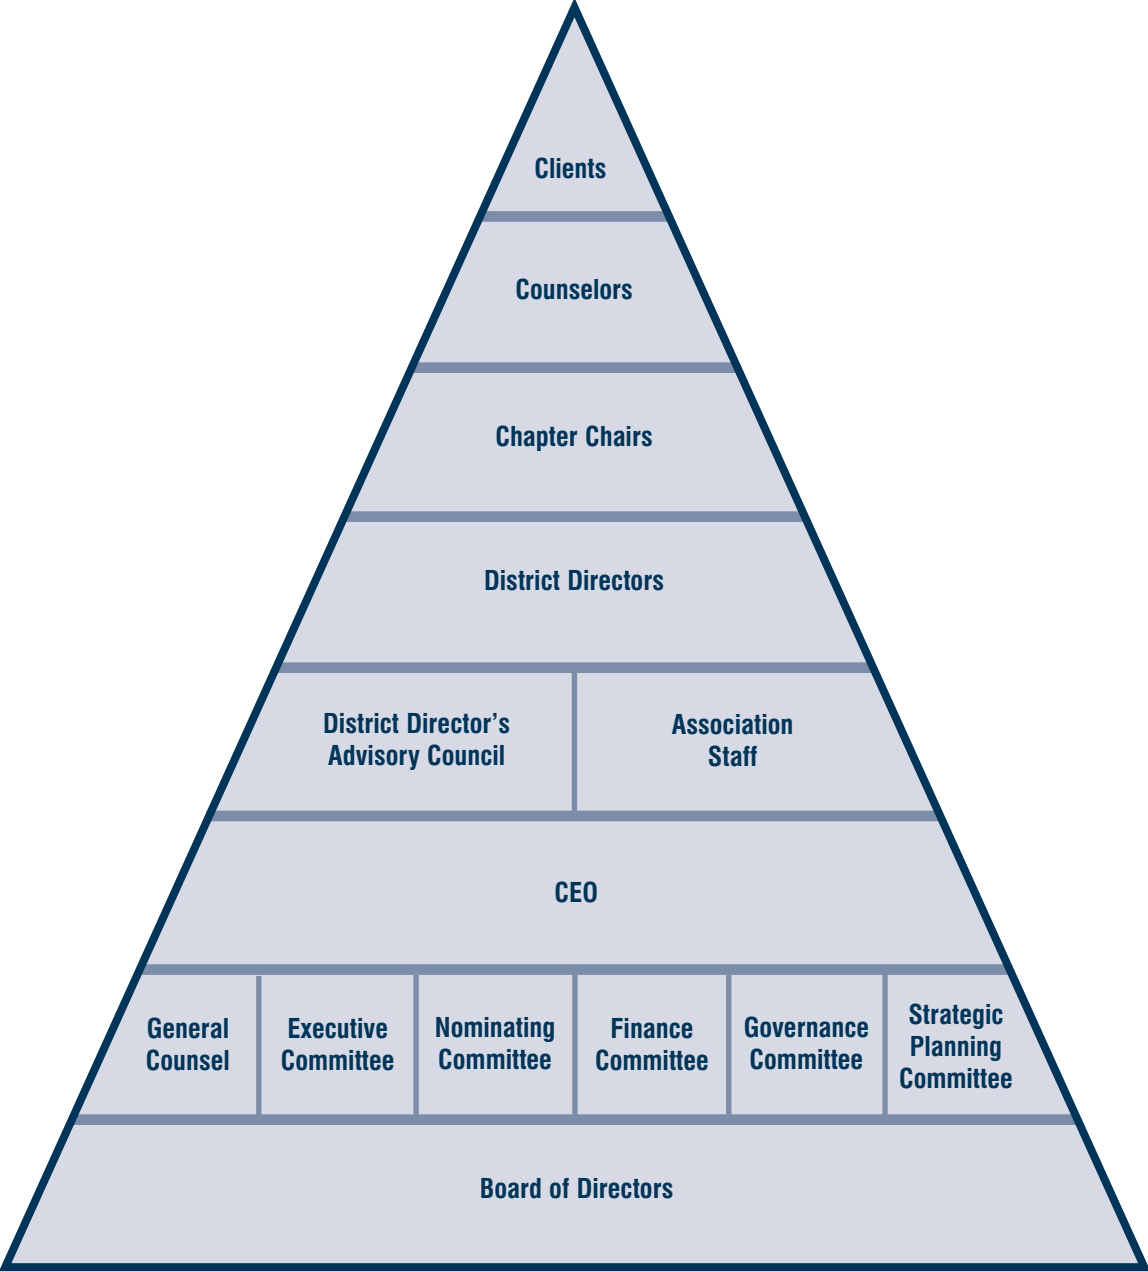 Clients
Counselors
Chapter Chairs
District Directors
District Director’s
Advisory Council
Association
Staff
CEO
General
Counsel
Executive
Committee
Nominating
Committee
Finance
Committee
Governance
Committee
Strategic
Planning
Committee
Board of Directors